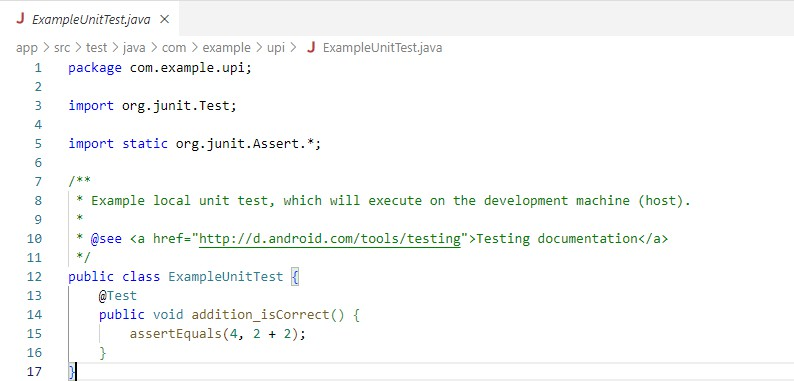 J ExampleUnitTest.java ×
app > src > test > java > com > example > upi > J ExampleUnitTest.java
1 package com.example.upi;
2
3 import org.junit.Test;
4
5 import static org.junit.Assert.*;
6
7 /**
8  * Example local unit test, which will execute on the development machine (host).
9  *
10  * @see <a href="http://d.android.com/tools/testing">Testing documentation</a>
11  */
12 public class ExampleUnitTest {
13     @Test
14     public void addition_isCorrect() {
15         assertEquals(4, 2 + 2);
16     }
17 }